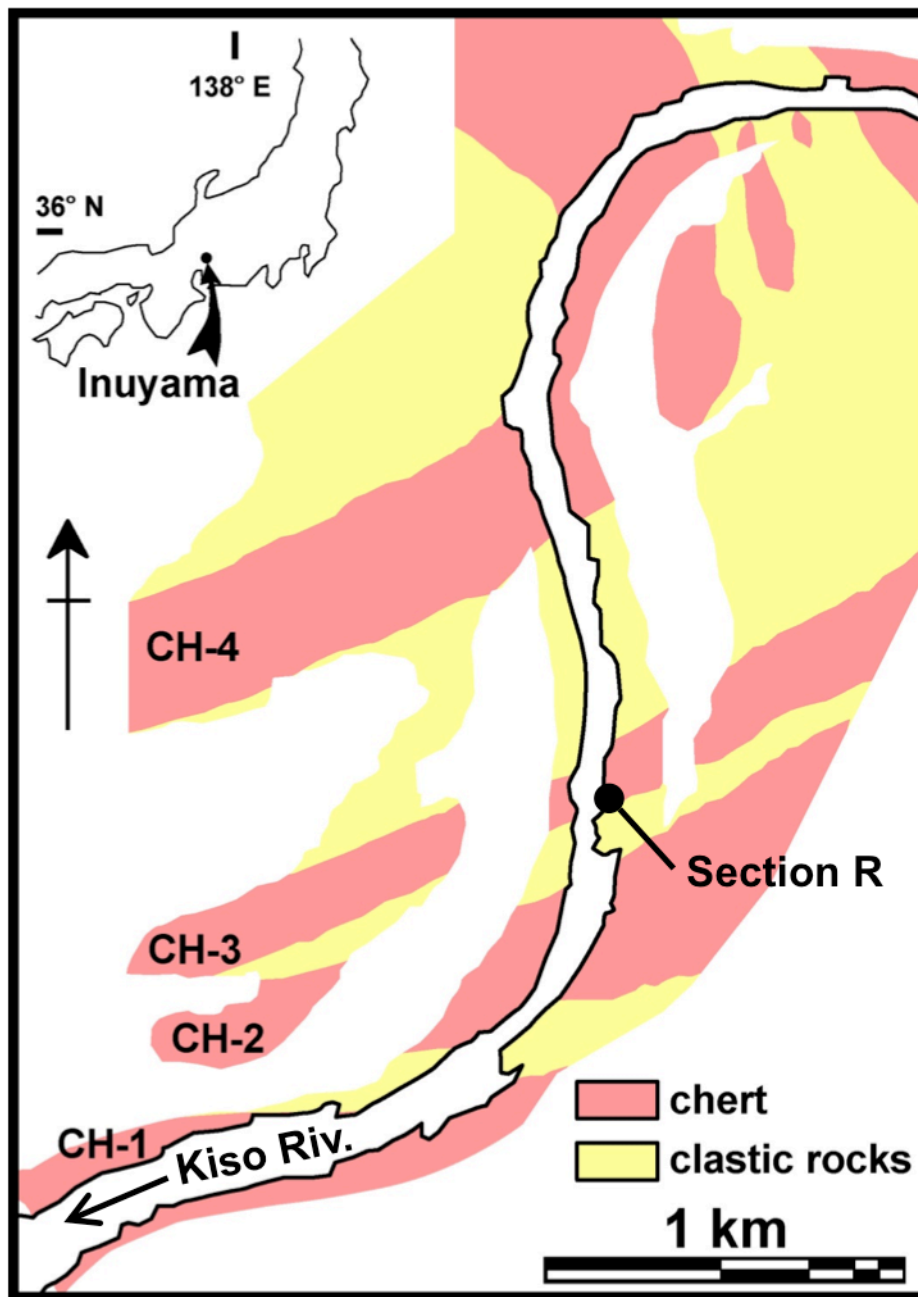 138° E
36° N
Inuyama
CH-4
Section R
CH-3
CH-2
CH-1
Kiso Riv.
chert
clastic rocks
1 km